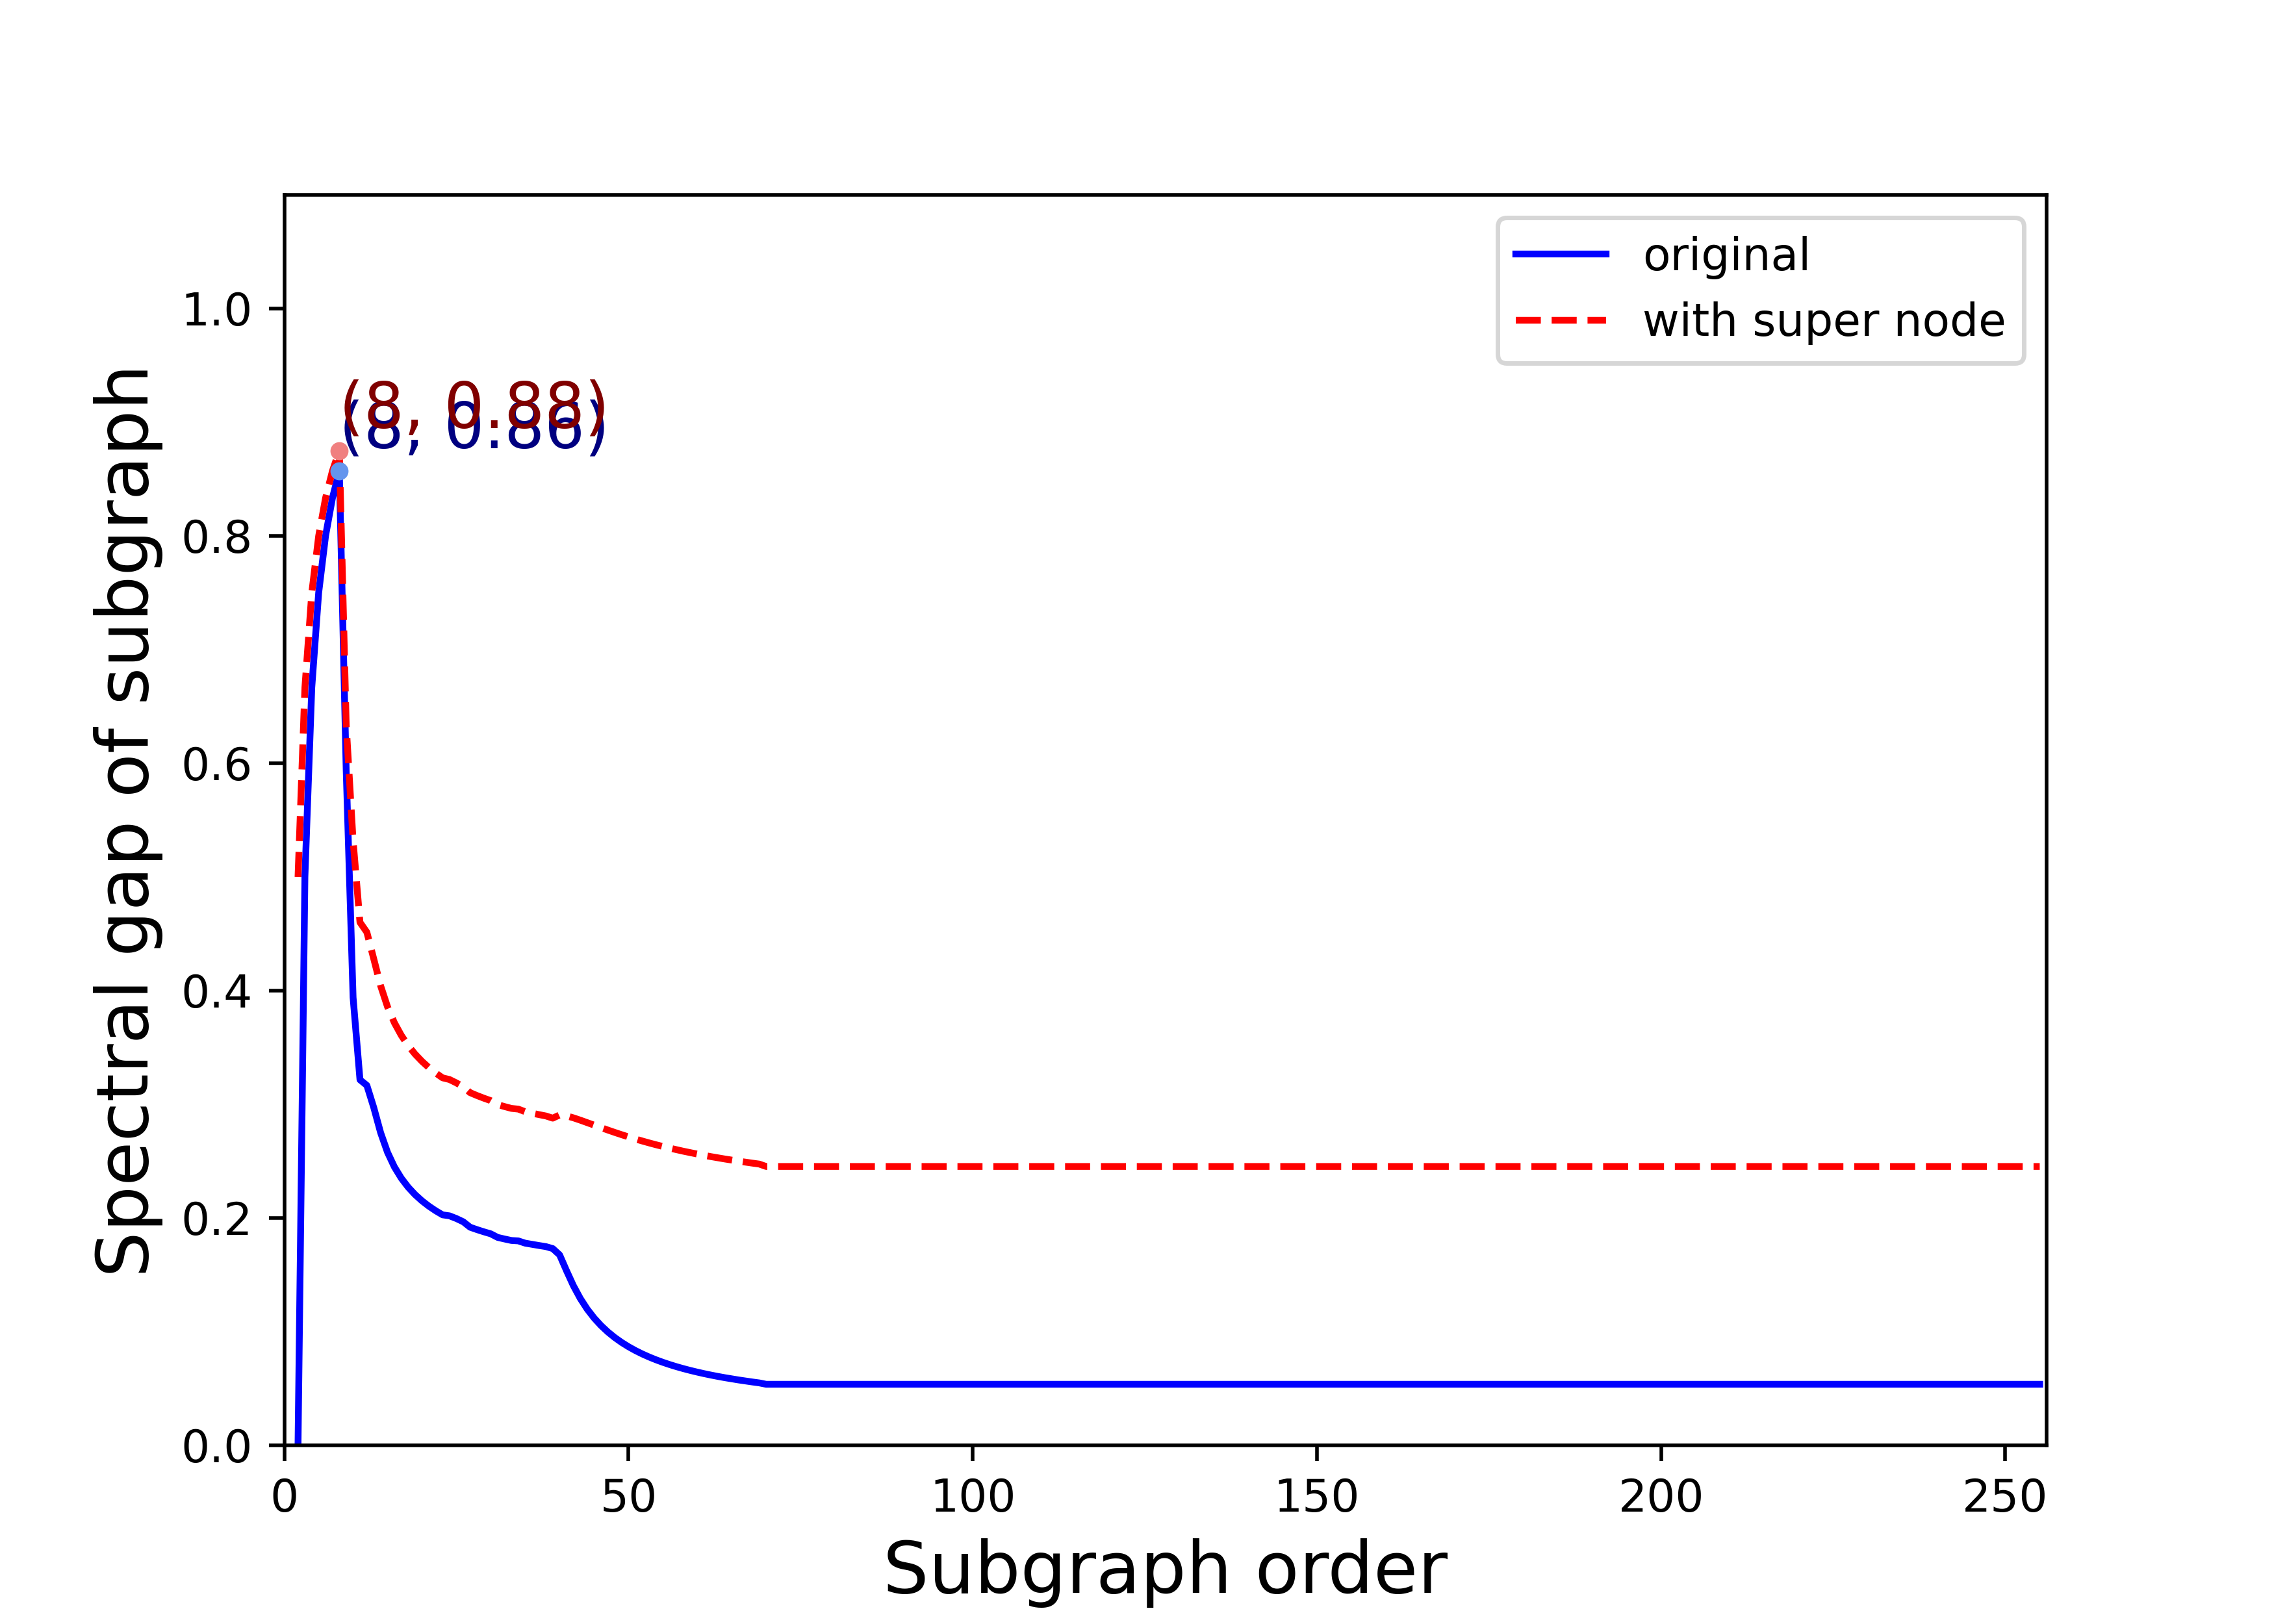 original
with super node
(8, 0.88)
(8, 0.86)
Spectral gap of subgraph
1.0
0.8
0.6
0.4
0.2
0.0
0 50 100 150 200 250
Subgraph order